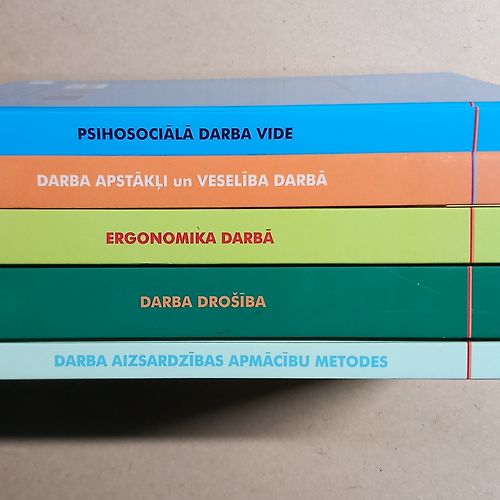 PSIHOSOCIĀLĀ DARBA VIDE
DARBA APSTĀKĻI un VESELĪBA DARBĀ
ERGONOMIKA DARBĀ
DARBA DROŠĪBA
DARBA AIZSARDZĪBAS APMĀCĪBU METODES